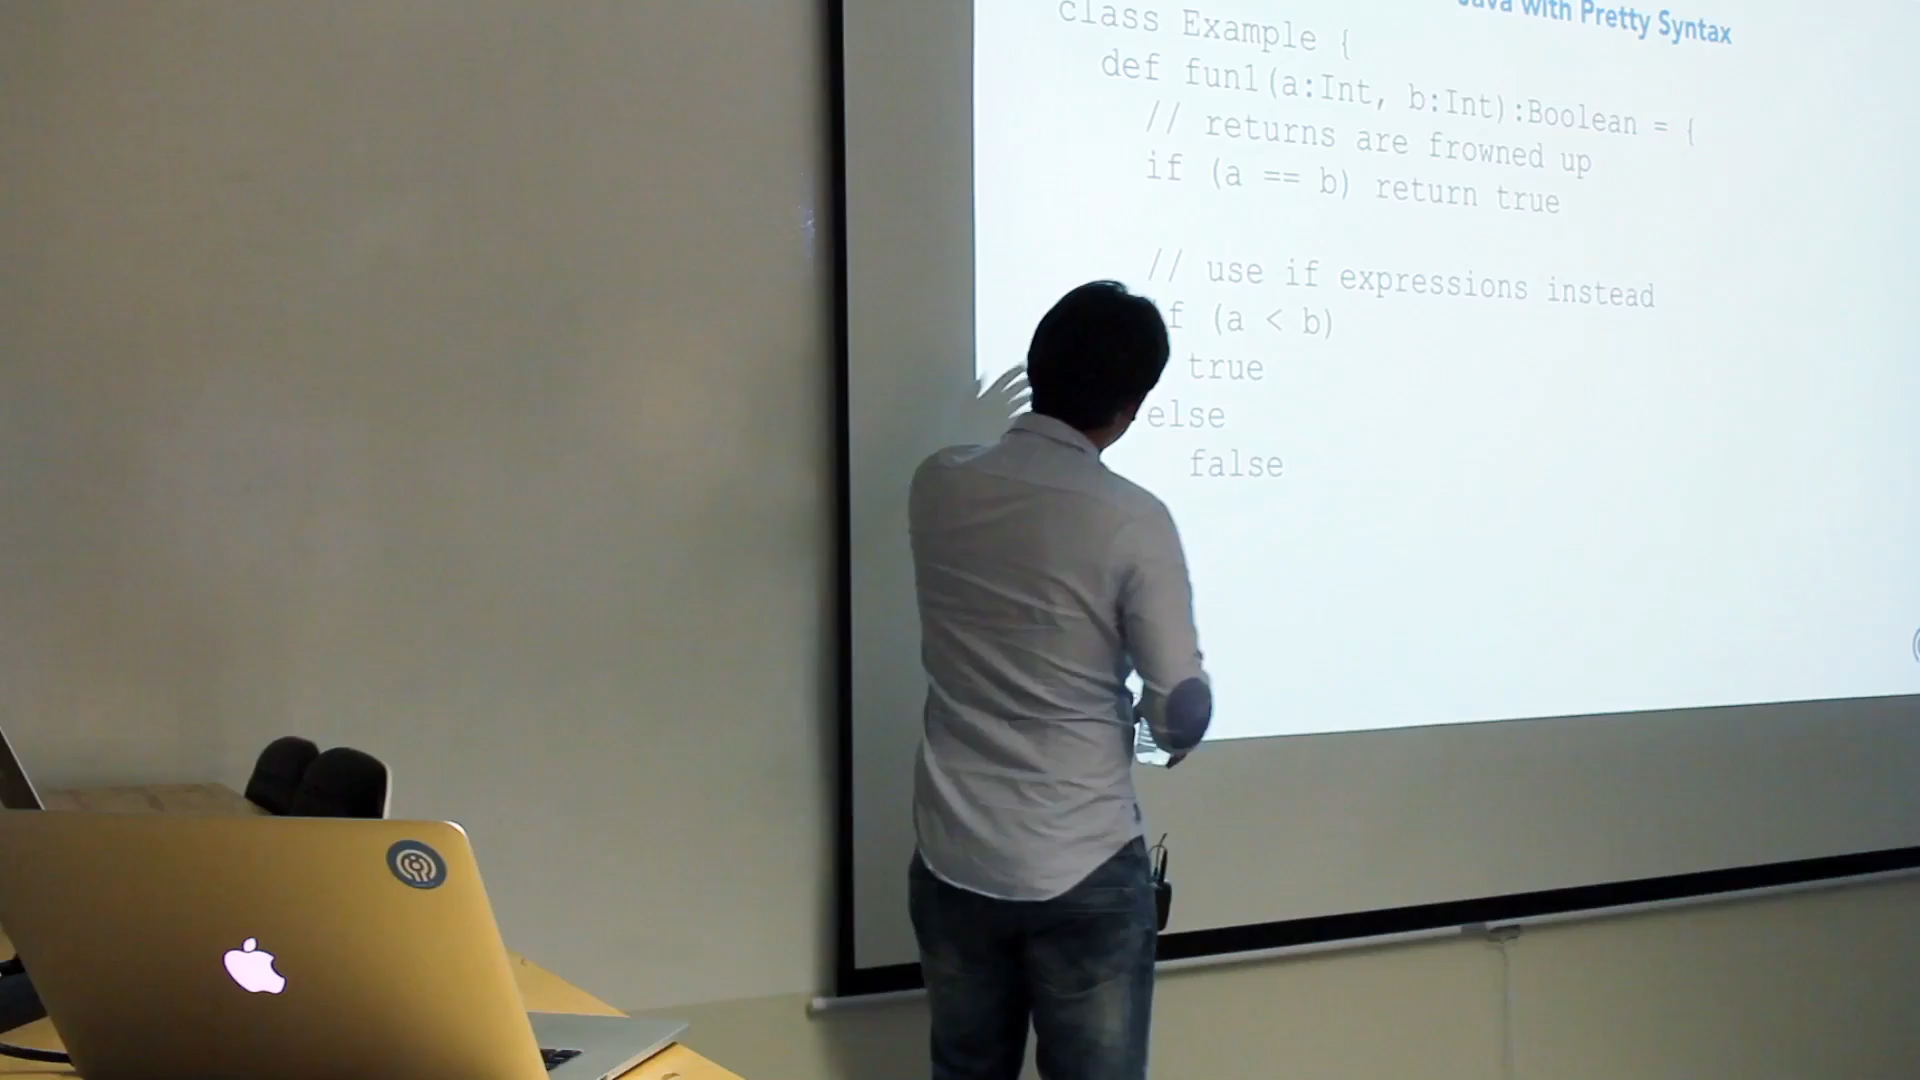 Java with Pretty Syntax
class Example {
def fun1(a:Int, b:Int):Boolean = {
// returns are frowned up
if (a == b) return true
// use if expressions instead
f (a < b)
true
else
false